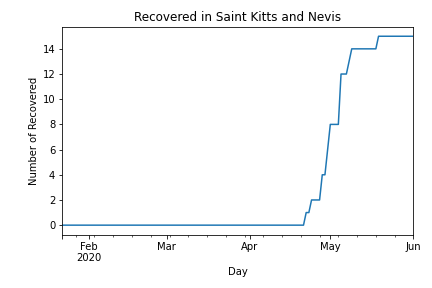 Recovered in Saint Kitts and Nevis
Number of Recovered
14
12
10
8
6
4
2
0
Feb
2020
Mar
Apr
May
Jun
Day